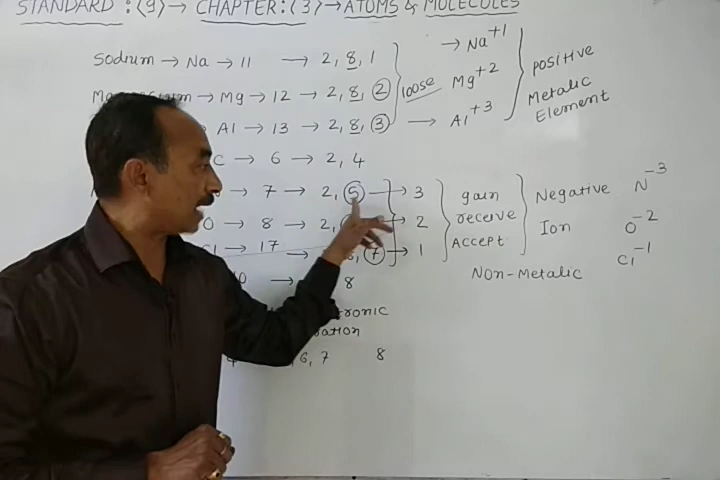 STANDARD :(9)→ CHAPTER:(3)→ATOMS & MOLECULES
Sodium → Na → 11 → 2, 8, 1
→ Mg → 12 → 2, 8, 2
Al → 13 → 2, 8, 3
loose
→ Na+1
Mg+2
→ Al+3
positive
Metalic
Element
C → 6 → 2, 4
→ 7 → 2, 5 → 3
O → 8 → 2, → 2
Cl → 17 → 7 → 1
gain
receive
Accept
Negative
Ion
Non-Metalic
N-3
O-2
Cl-1
10 → 8
6, 7 8